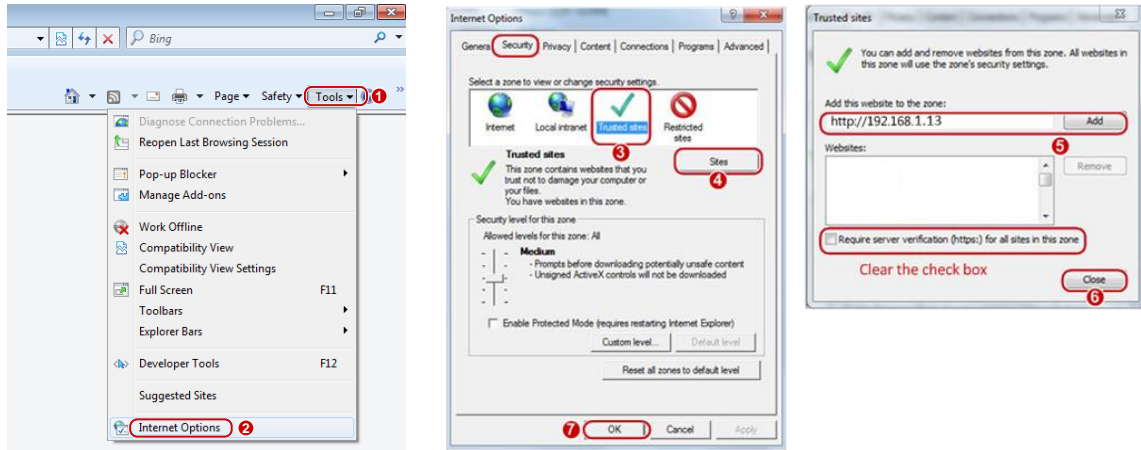 Bing
Page Safety Tools 1
Diagnose Connection Problems...
Reopen Last Browsing Session
Pop-up Blocker
Manage Add-ons
Work Offline
Compatibility View
Compatibility View Settings
Full Screen F11
Toolbars
Explorer Bars
Developer Tools F12
Suggested Sites
Internet Options 2
Internet Options
General Security Privacy Content Connections Programs Advanced
Select a zone to view or change security settings.
Internet Local intranet Trusted sites Restricted
sites
3
Trusted sites
Sites
4
This zone contains websites that you
trust not to damage your computer or
your files.
You have websites in this zone.
Security level for this zone
Allowed levels for this zone: All
Medium
- Prompts before downloading potentially unsafe content
- Unsigned ActiveX controls will not be downloaded
Enable Protected Mode (requires restarting Internet Explorer)
Custom level... Default level
Reset all zones to default level
7 OK Cancel Apply
Trusted sites
You can add and remove websites from this zone. All websites in
this zone will use the zone's security settings.
Add this website to the zone:
http://192.168.1.13 Add
5
Websites:
Remove
Require server verification (https:) for all sites in this zone
Clear the check box
Close
6